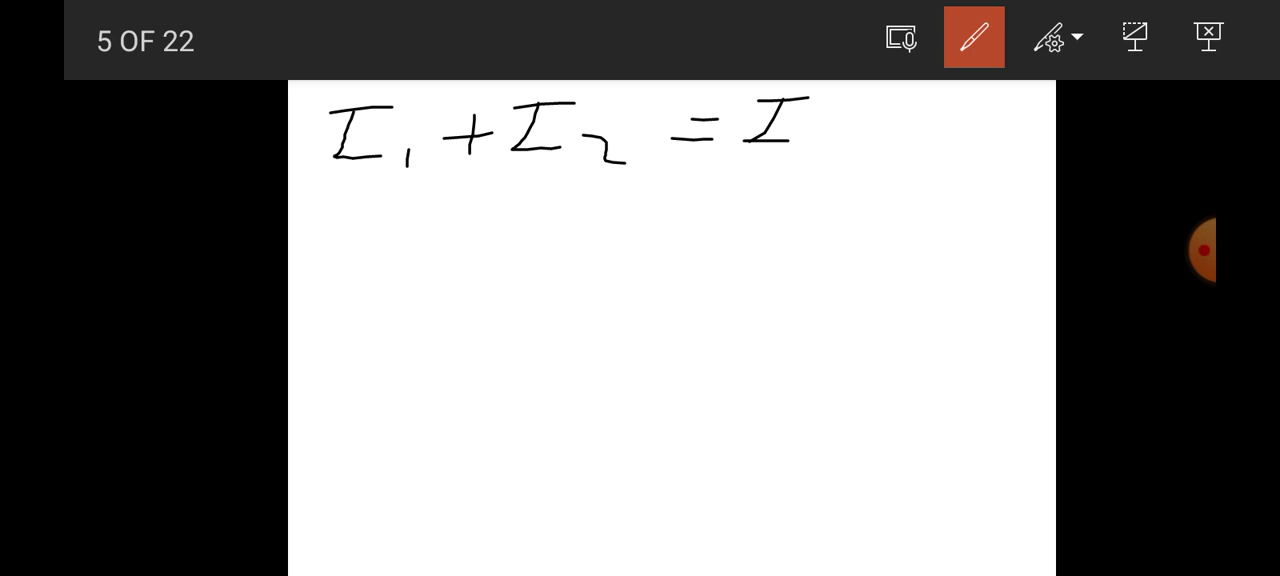 5 OF 22
I₁ + I₂ = I